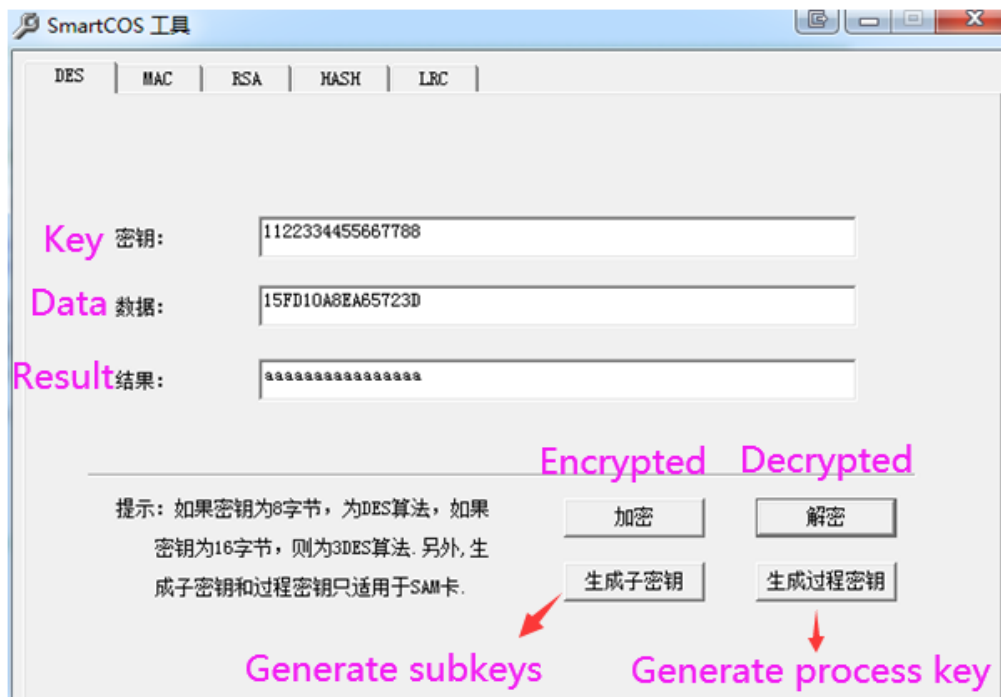 SmartCOS 工具
DES MAC RSA HASH LRC
Key 密钥: 1122334455667788
Data 数据: 15FD10A8EA65723D
Result 结果: aaaaaaaaaaaaaaaa
Encrypted Decrypted
提示: 如果密钥为8字节, 为DES算法, 如果
密钥为16字节, 则为3DES算法. 另外, 生
成子密钥和过程密钥只适用于SAM卡.
加密 解密
生成子密钥 生成过程密钥
Generate subkeys Generate process key